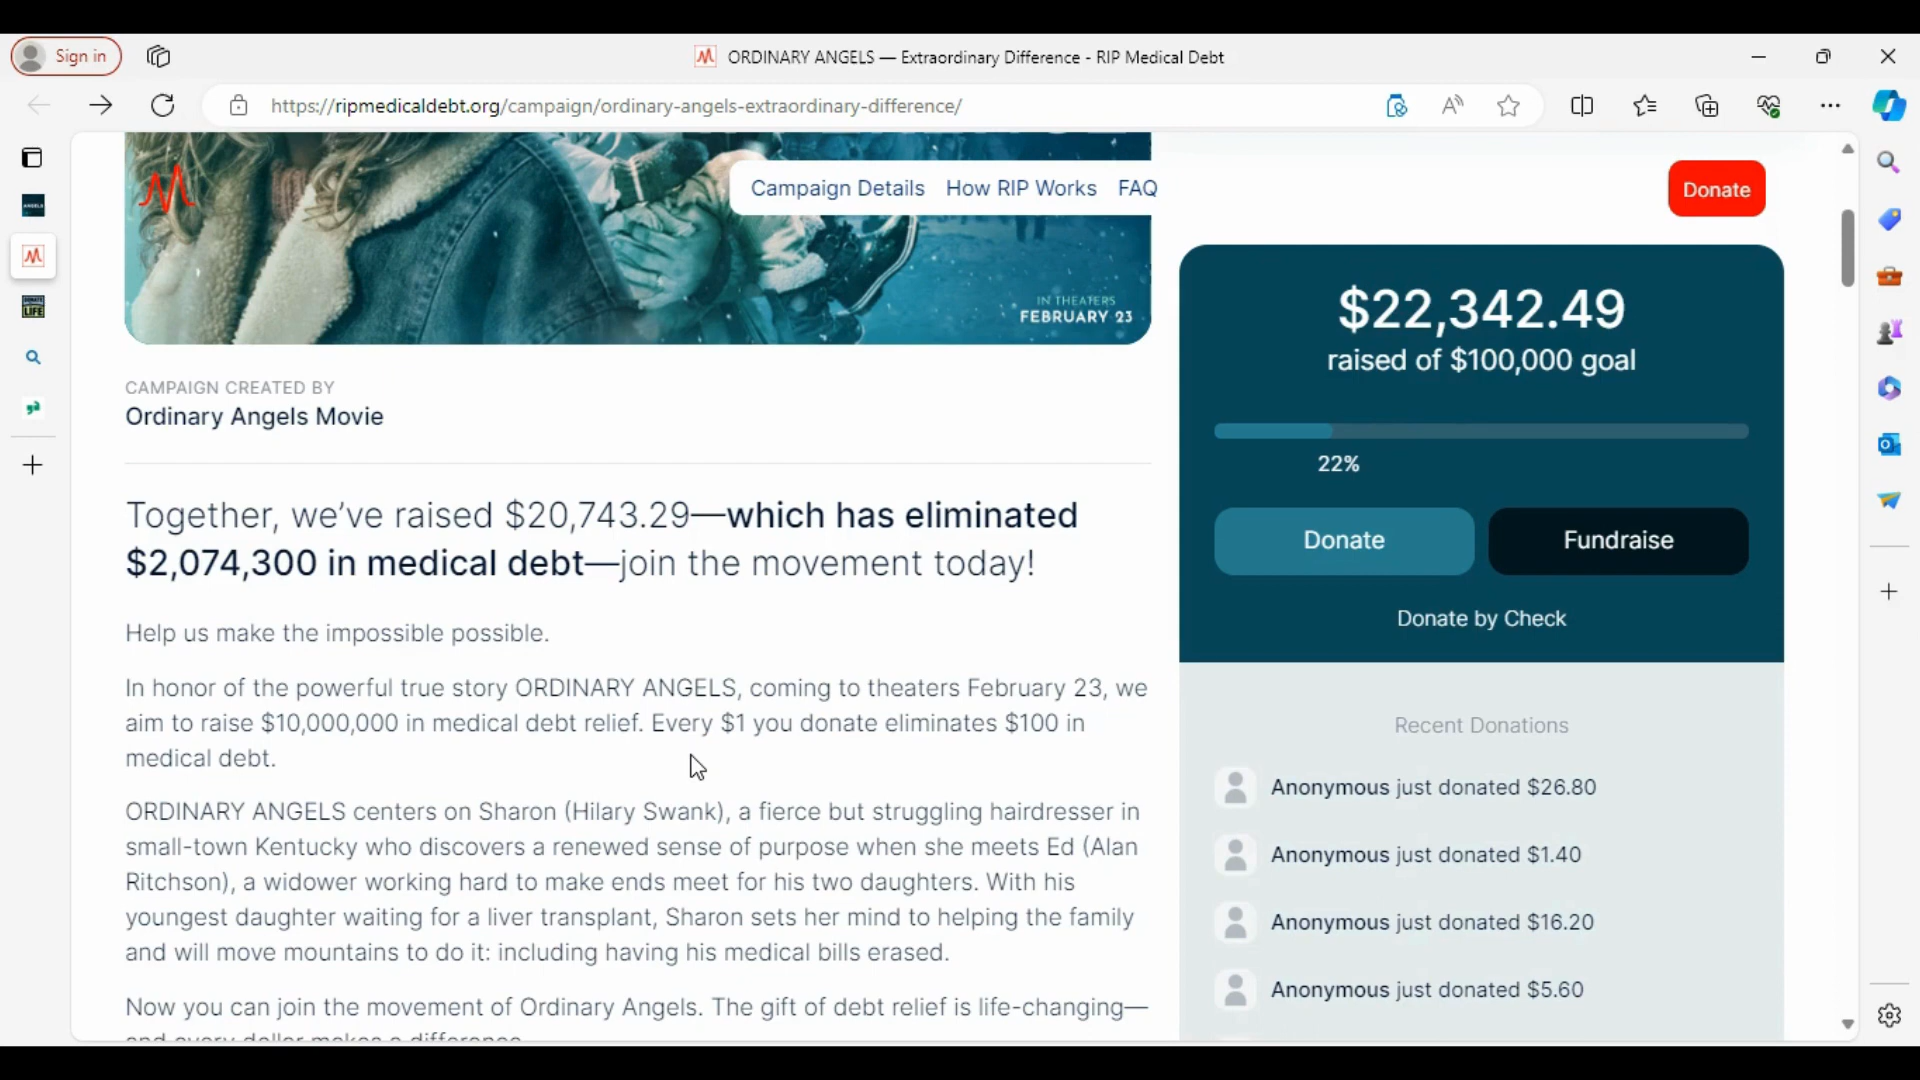 Sign in
ORDINARY ANGELS — Extraordinary Difference - RIP Medical Debt
https://ripmedicaldebt.org/campaign/ordinary-angels-extraordinary-difference/
Campaign Details How RIP Works FAQ
Donate
IN THEATERS
FEBRUARY 23
CAMPAIGN CREATED BY
Ordinary Angels Movie
Together, we've raised $20,743.29—which has eliminated
$2,074,300 in medical debt—join the movement today!
Help us make the impossible possible.
In honor of the powerful true story ORDINARY ANGELS, coming to theaters February 23, we
aim to raise $10,000,000 in medical debt relief. Every $1 you donate eliminates $100 in
medical debt.
ORDINARY ANGELS centers on Sharon (Hilary Swank), a fierce but struggling hairdresser in
small-town Kentucky who discovers a renewed sense of purpose when she meets Ed (Alan
Ritchson), a widower working hard to make ends meet for his two daughters. With his
youngest daughter waiting for a liver transplant, Sharon sets her mind to helping the family
and will move mountains to do it: including having his medical bills erased.
Now you can join the movement of Ordinary Angels. The gift of debt relief is life-changing—
and every dollar makes a difference.
$22,342.49
raised of $100,000 goal
22%
Donate
Fundraise
Donate by Check
Recent Donations
Anonymous just donated $26.80
Anonymous just donated $1.40
Anonymous just donated $16.20
Anonymous just donated $5.60